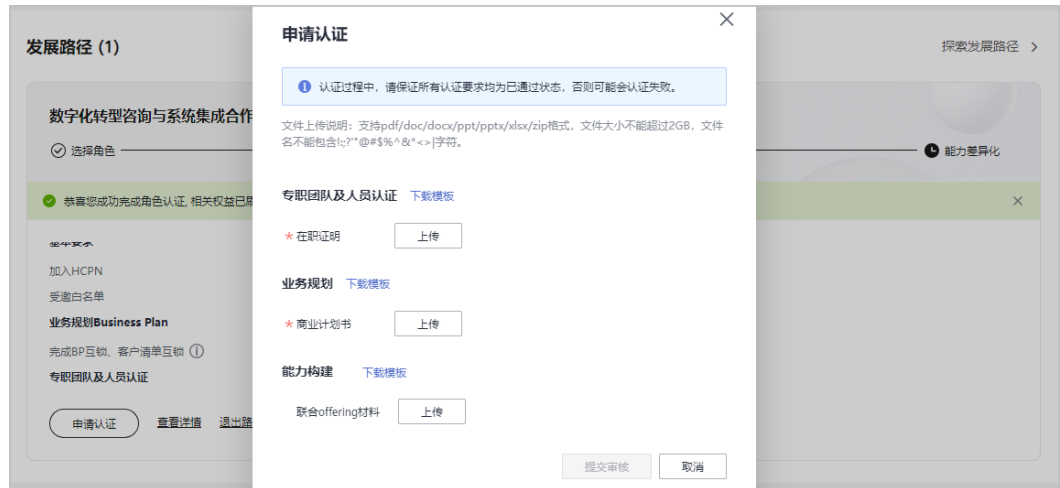 发展路径 (1)
探索发展路径
数字化转型咨询与系统集成合作
选择角色
能力差异化
恭喜您成功完成角色认证, 相关权益已
基本要求
加入HCPN
受邀白名单
业务规划Business Plan
完成BP互锁、客户清单互锁
专职团队及人员认证
申请认证 查看详情 退出路
申请认证
认证过程中，请保证所有认证要求均为已通过状态，否则可能会认证失败。
文件上传说明：支持pdf/doc/docx/ppt/pptx/xlsx/zip格式，文件大小不能超过2GB，文件
名不能包含!:;?'"@#$%^&*<>|字符。
专职团队及人员认证 下载模板
* 在职证明 上传
业务规划 下载模板
* 商业计划书 上传
能力构建 下载模板
联合offering材料 上传
提交审核 取消